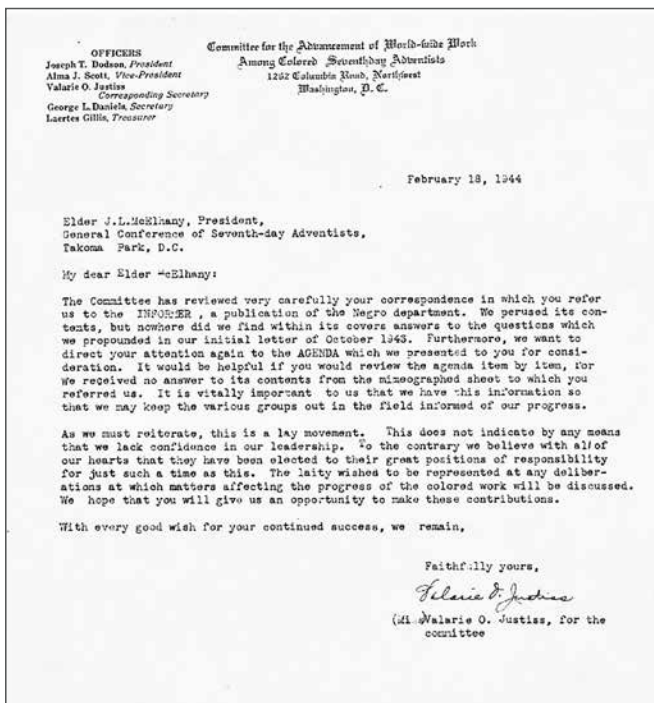 OFFICERS
Joseph T. Dodson, President
Alma J. Scott, Vice-President
Valarie O. Justiss
Corresponding Secretary
George L. Daniels, Secretary
Laertes Gillis, Treasurer
Committee for the Advancement of World-wide Work
Among Colored Seventhday Adventists
1262 Columbia Road, Northwest
Washington, D. C.
February 18, 1944
Elder J.L.McElhany, President,
General Conference of Seventh-day Adventists,
Takoma Park, D.C.
My dear Elder McElhany:
The Committee has reviewed very carefully your correspondence in which you refer
us to the INFORMER , a publication of the Negro department. We perused its con-
tents, but nowhere did we find within its covers answers to the questions which
we propounded in our initial letter of October 1943. Furthermore, we want to
direct your attention again to the AGENDA which we presented to you for consi-
deration. It would be helpful if you would review the agenda item by item, for
we received no answer to its contents from the mimeographed sheet to which you
referred us. It is vitally important to us that we have this information so
that we may keep the various groups out in the field informed of our progress.
As we must reiterate, this is a lay movement. This does not indicate by any means
that we lack confidence in our leadership. To the contrary we believe with all of
our hearts that they have been elected to their great positions of responsibility
for just such a time as this. The laity wished to be represented at any deliber-
ations at which matters affecting the progress of the colored work will be discussed.
We hope that you will give us an opportunity to make these contributions.
With every good wish for your continued success, we remain,
Faithfully yours,
Valarie O. Justiss
Valarie O. Justiss, for the
committee